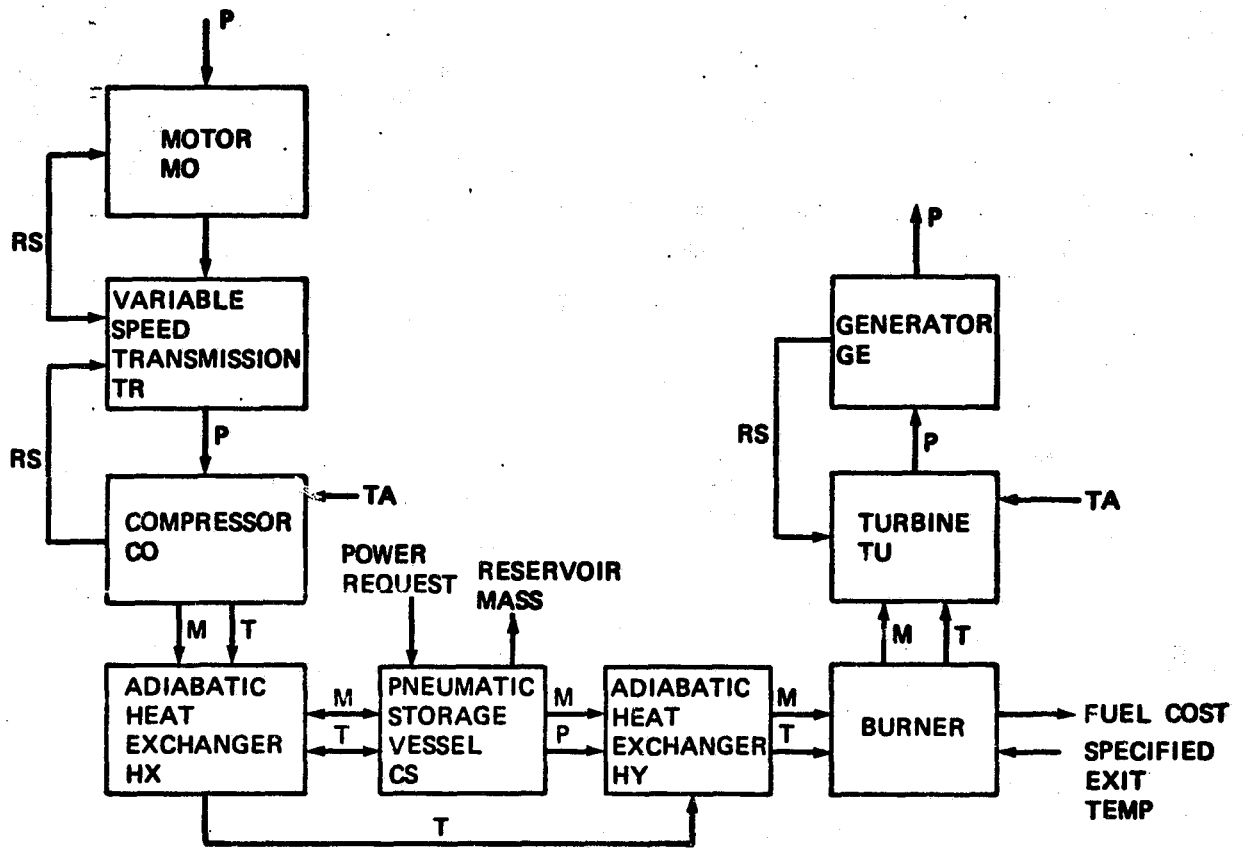 P
MOTOR
MO
RS
VARIABLE
SPEED
TRANSMISSION
TR
P
RS
COMPRESSOR
CO
TA
M
T
ADIABATIC
HEAT
EXCHANGER
HX
M
T
POWER
REQUEST
RESERVOIR
MASS
PNEUMATIC
STORAGE
VESSEL
CS
M
P
ADIABATIC
HEAT
EXCHANGER
HY
T
M
T
BURNER
FUEL COST
SPECIFIED
EXIT
TEMP
M
T
TURBINE
TU
TA
RS
P
GENERATOR
GE
P